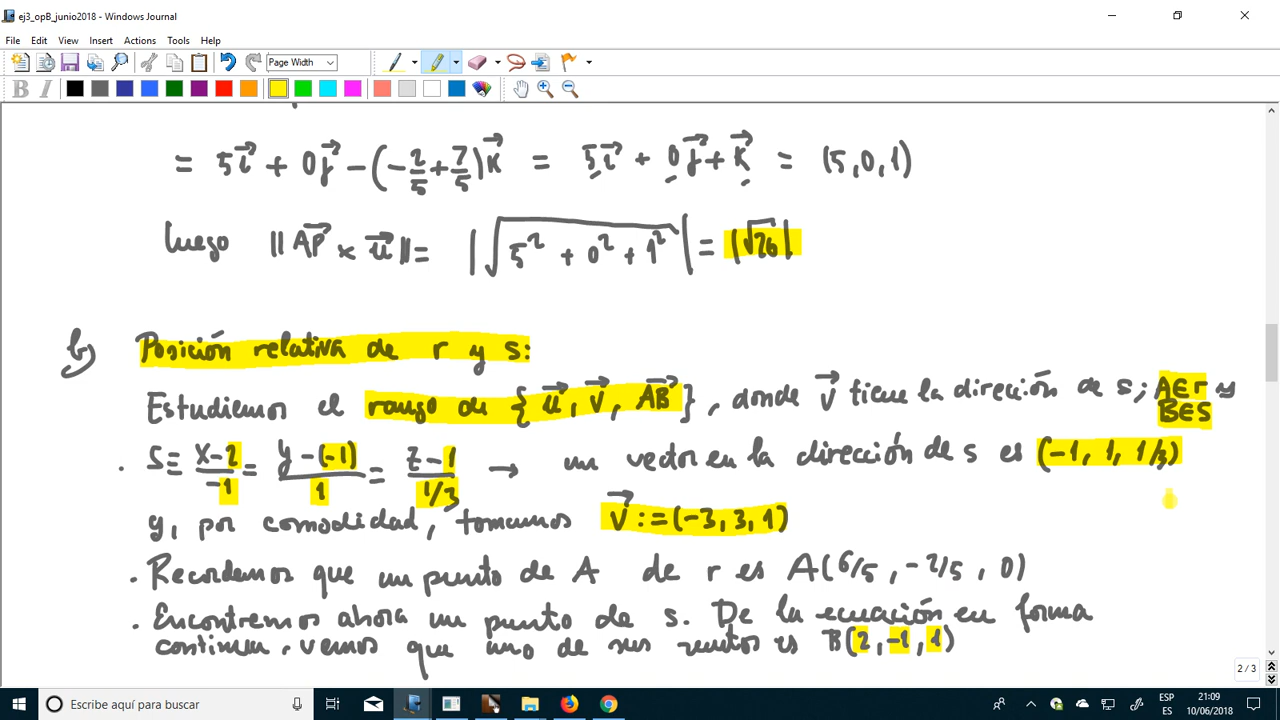 ej3_opB_junio2018 - Windows Journal
File Edit View Insert Actions Tools Help
Page Width
B I
= 5i⃗ + 0j⃗ - (-2/5 + 7/5)k⃗ = 5i⃗ + 0j⃗ + k⃗ = (5,0,1)
luego ||AP⃗ × u⃗|| = |√(5² + 0² + 1²)| = |√26|
b) Posición relativa de r y s:
Estudiemos el rango de {u⃗, v⃗, AB⃗}, donde v⃗ tiene la direción de s; A∈r y
B∈s
. s ≡ (x-2)/-1 = (y-(-1))/1 = (z-1)/(1/3) → un vector en la dirección de s es (-1, 1, 1/3)
y, por comodidad, tomamos v⃗ := (-3, 3, 1)
. Recordemos que un punto de A de r es A(6/5, -2/5, 0)
. Encontremos ahora un punto de s. De la ecuación en forma
continua, vemos que uno de sus puntos es B(2, -1, 1)
2 / 3
Escribe aquí para buscar
ESP
ES
21:09
10/06/2018